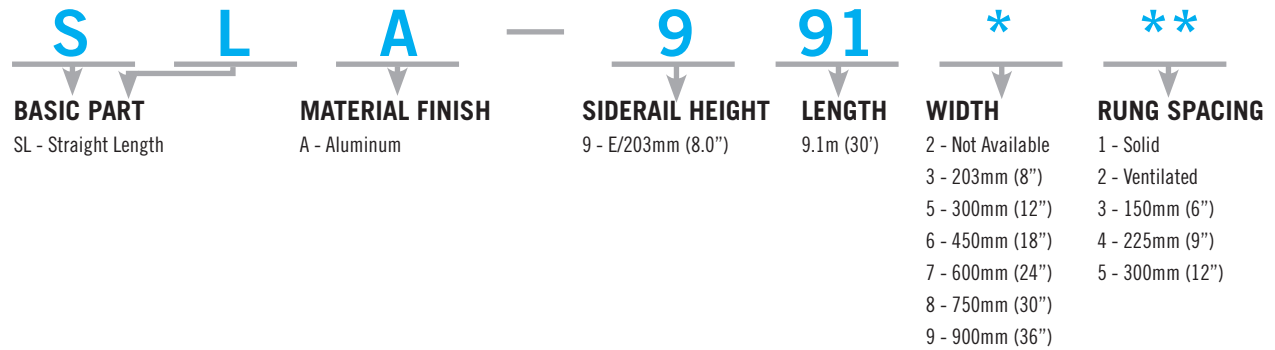 S L A — 9 91 * **
BASIC PART MATERIAL FINISH SIDERAIL HEIGHT LENGTH WIDTH RUNG SPACING
SL - Straight Length A - Aluminum 9 - E/203mm (8.0”) 9.1m (30’) 2 - Not Available 1 - Solid
3 - 203mm (8”) 2 - Ventilated
5 - 300mm (12”) 3 - 150mm (6”)
6 - 450mm (18”) 4 - 225mm (9”)
7 - 600mm (24”) 5 - 300mm (12”)
8 - 750mm (30”)
9 - 900mm (36”)